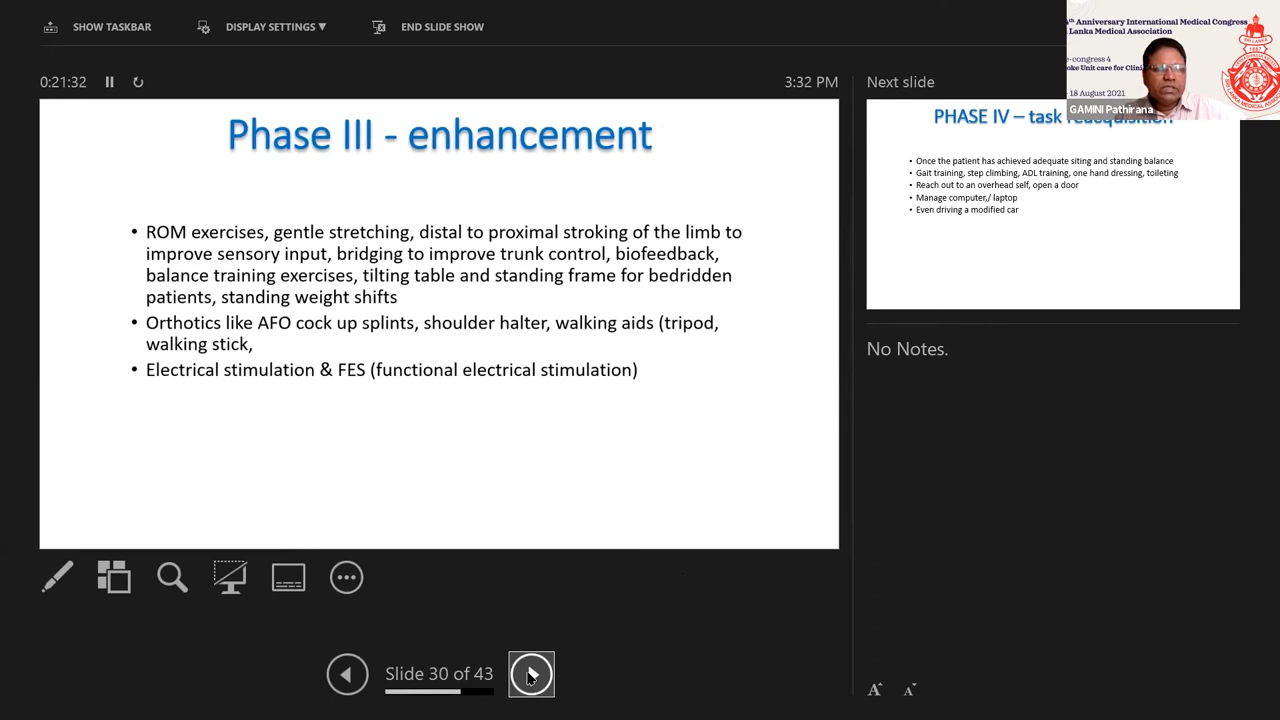 SHOW TASKBAR
DISPLAY SETTINGS ▼
END SLIDE SHOW
th Anniversary International Medical Congress
Lanka Medical Association
e-congress 4
oke Unit care for Clini
18 August 2021
GAMINI Pathirana
SRI LANKA
1887
0:21:32
3:32 PM
Next slide
Phase III - enhancement
• ROM exercises, gentle stretching, distal to proximal stroking of the limb to
improve sensory input, bridging to improve trunk control, biofeedback,
balance training exercises, tilting table and standing frame for bedridden
patients, standing weight shifts
• Orthotics like AFO cock up splints, shoulder halter, walking aids (tripod,
walking stick,
• Electrical stimulation & FES (functional electrical stimulation)
PHASE IV – task reacquisition
• Once the patient has achieved adequate siting and standing balance
• Gait training, step climbing, ADL training, one hand dressing, toileting
• Reach out to an overhead self, open a door
• Manage computer,/ laptop
• Even driving a modified car
No Notes.
Slide 30 of 43
A A